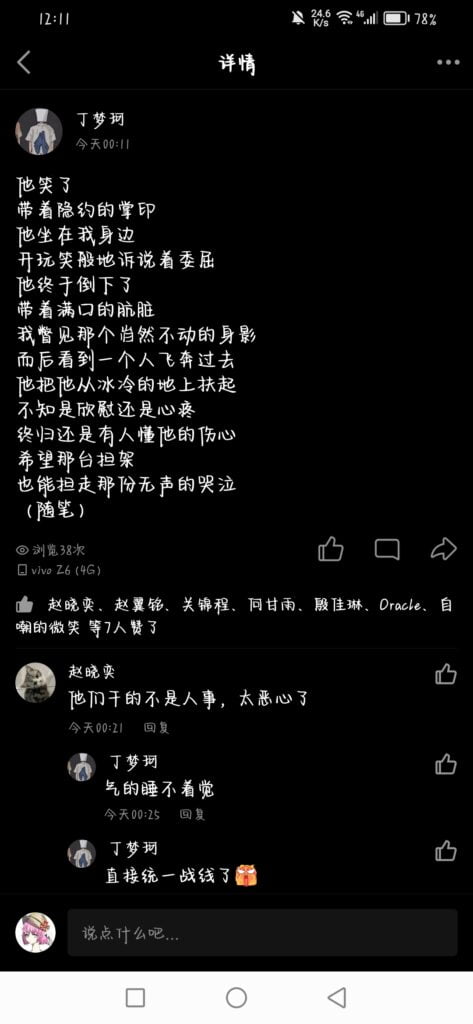 12:11
24.6
K/s
4G
78%
详情
丁梦珂
今天00:11
他笑了
带着隐约的掌印
他坐在我身边
开玩笑般地诉说着委屈
他终于倒下了
带着满口的肮脏
我瞥见那个岿然不动的身影
而后看到一个人飞奔过去
他把他从冰冷的地上扶起
不知是欣慰还是心疼
终归还是有人懂他的伤心
希望那台担架
也能担走那份无声的哭泣
（随笔）
浏览38次
vivo Z6 (4G)
赵晓奕、赵翼铭、关锦程、何甘雨、殷佳琳、Oracle、自
嘲的微笑 等7人赞了
赵晓奕
他们干的不是人事，太恶心了
今天00:21 回复
丁梦珂
气的睡不着觉
今天00:25 回复
丁梦珂
直接统一战线了
说点什么吧...